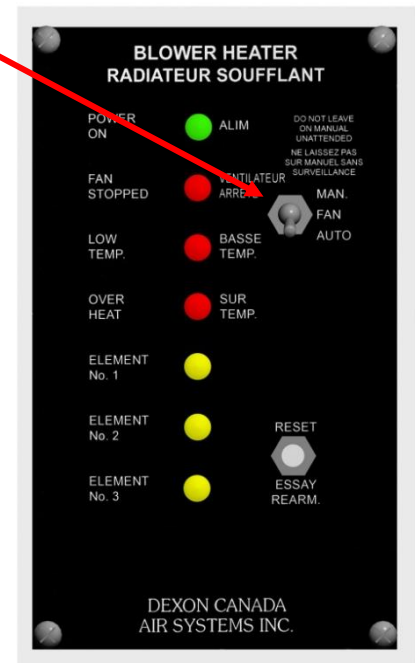 BLOWER HEATER
RADIATEUR SOUFFLANT
POWER
ON
ALIM
DO NOT LEAVE
ON MANUAL
UNATTENDED
NE LAISSEZ PAS
SUR MANUEL SANS
SURVEILLANCE
FAN
STOPPED
VENTILATEUR
MAN.
FAN
AUTO
LOW
TEMP.
BASSE
TEMP.
OVER
HEAT
SUR
TEMP.
ELEMENT
No. 1
ELEMENT
No. 2
RESET
ELEMENT
No. 3
ESSAY
REARM.
DEXON CANADA
AIR SYSTEMS INC.